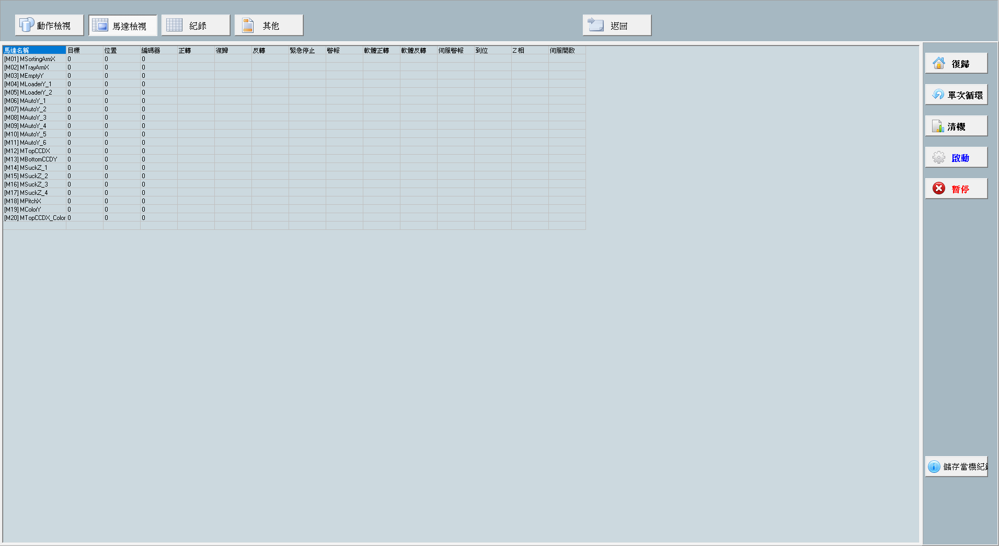 動作檢視 馬達檢視 紀錄 其他 返回
馬達名稱 目標 位置 編碼器 正轉 復歸 反轉 緊急停止 警報 軟體正轉 軟體反轉 伺服警報 到位 Z相 伺服開啟
[M01] MSortingArmX 0 0 0
[M02] MTrayArmX 0 0 0
[M03] MEmptyY 0 0 0
[M04] MLoaderY_1 0 0 0
[M05] MLoaderY_2 0 0 0
[M06] MAutoY_1 0 0 0
[M07] MAutoY_2 0 0 0
[M08] MAutoY_3 0 0 0
[M09] MAutoY_4 0 0 0
[M10] MAutoY_5 0 0 0
[M11] MAutoY_6 0 0 0
[M12] MTopCCDX 0 0 0
[M13] MBottomCCDY 0 0 0
[M14] MSuckZ_1 0 0 0
[M15] MSuckZ_2 0 0 0
[M16] MSuckZ_3 0 0 0
[M17] MSuckZ_4 0 0 0
[M18] MPitchX 0 0 0
[M19] MColorY 0 0 0
[M20] MTopCCDX_Color 0 0 0
復歸
單次循環
清機
啟動
暫停
儲存當機紀